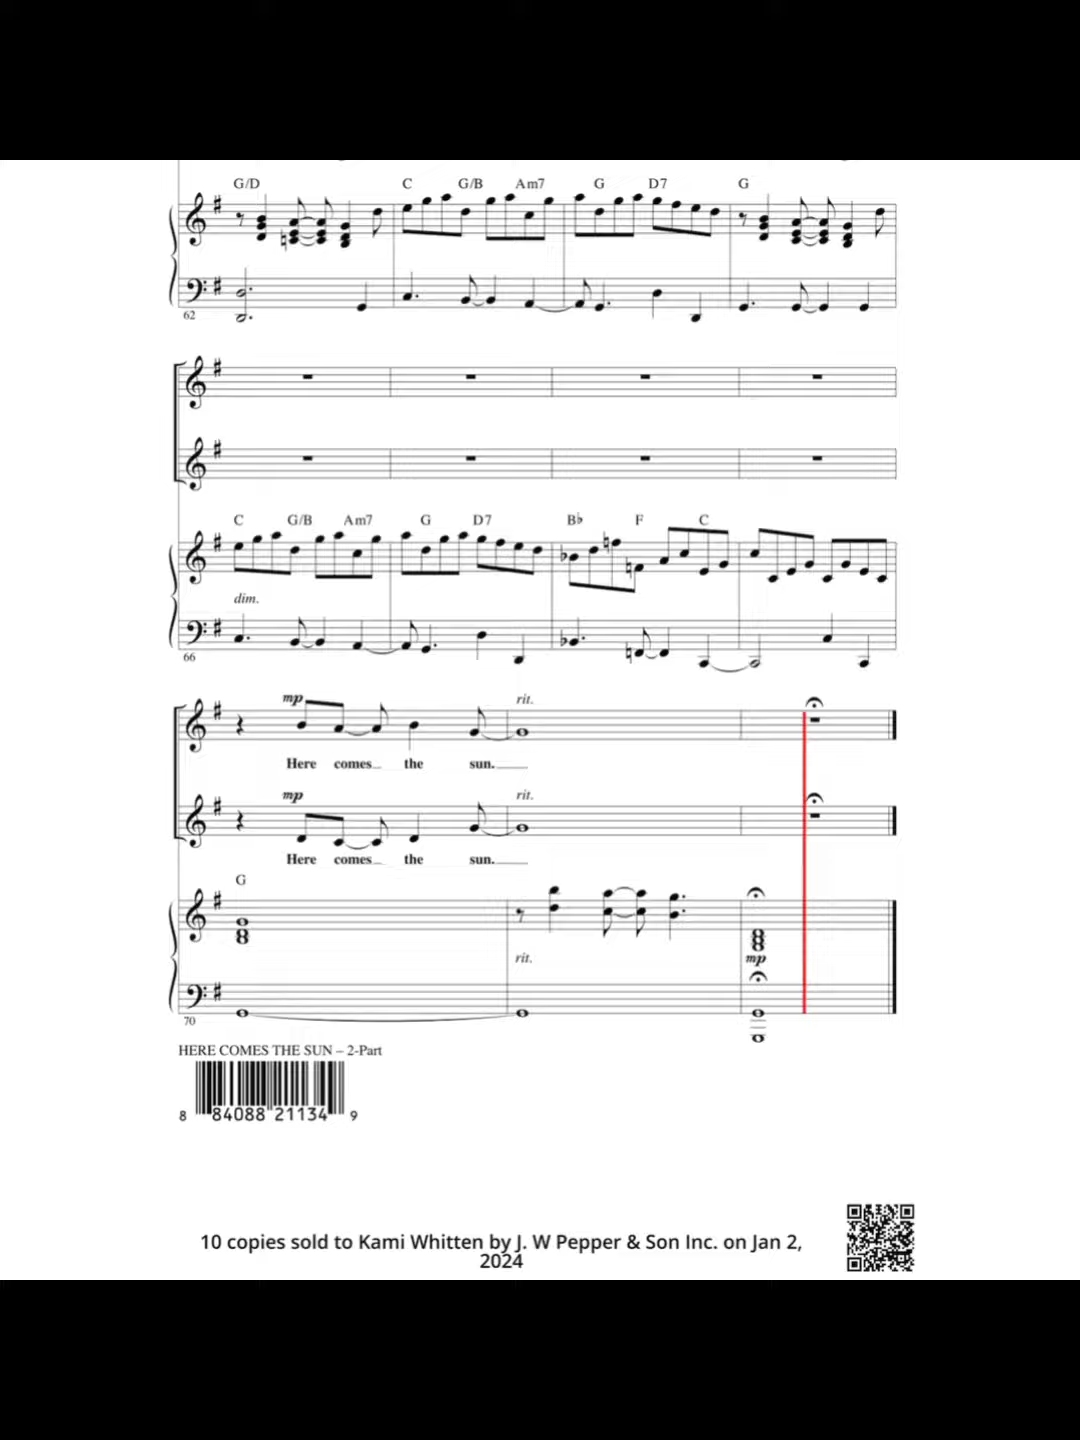 G/D C G/B Am7 G D7 G
62
C G/B Am7 G D7 B♭ F C
dim.
66
mp rit.
Here comes the sun.
mp rit.
Here comes the sun.
G
rit. mp
70
HERE COMES THE SUN – 2-Part
8 84088 21134 9
10 copies sold to Kami Whitten by J. W Pepper & Son Inc. on Jan 2,
2024